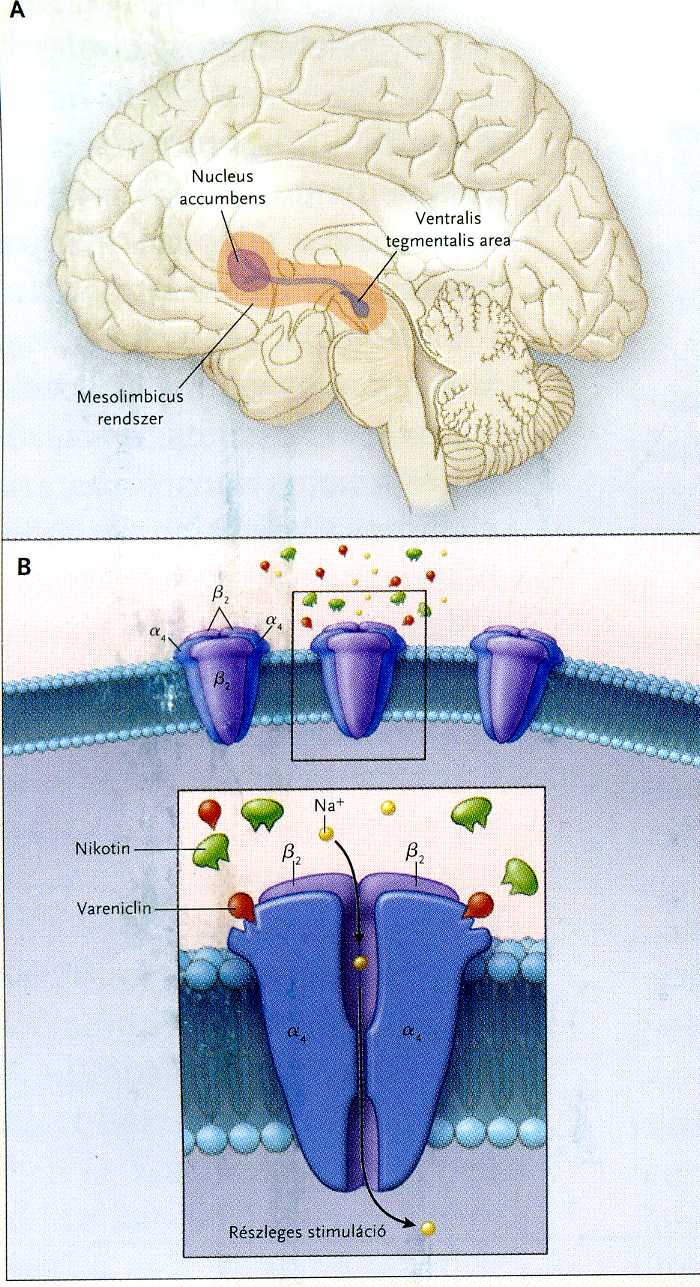 A
Nucleus
accumbens
Ventralis
tegmentalis area
Mesolimbicus
rendszer
B
β₂
α₄
α₄
β₂
Na⁺
β₂
β₂
Nikotin
Vareniclin
α₄
α₄
Részleges stimuláció